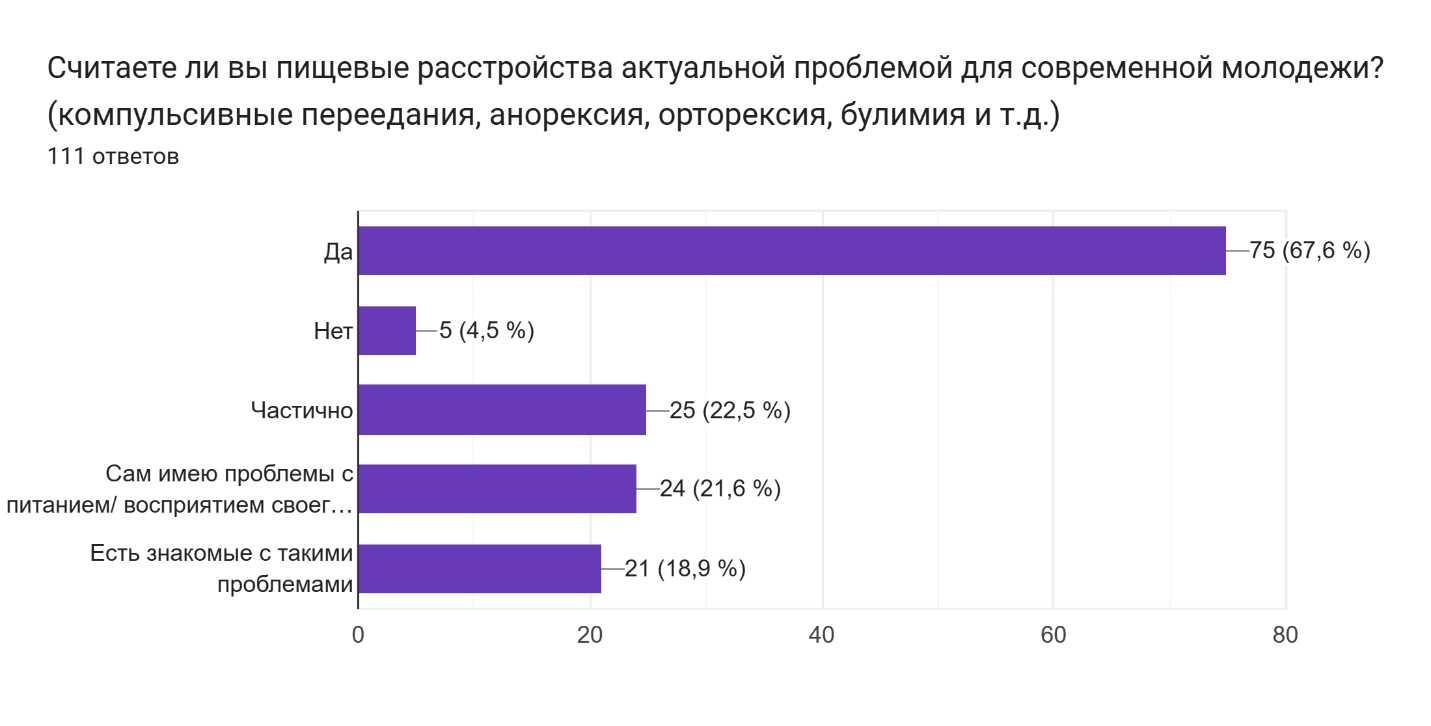 Считаете ли вы пищевые расстройства актуальной проблемой для современной молодежи?
(компульсивные переедания, анорексия, орторексия, булимия и т.д.)
111 ответов
Да
75 (67,6 %)
Нет
5 (4,5 %)
Частично
25 (22,5 %)
Сам имею проблемы с
питанием/ восприятием своег…
24 (21,6 %)
Есть знакомые с такими
проблемами
21 (18,9 %)
0 20 40 60 80